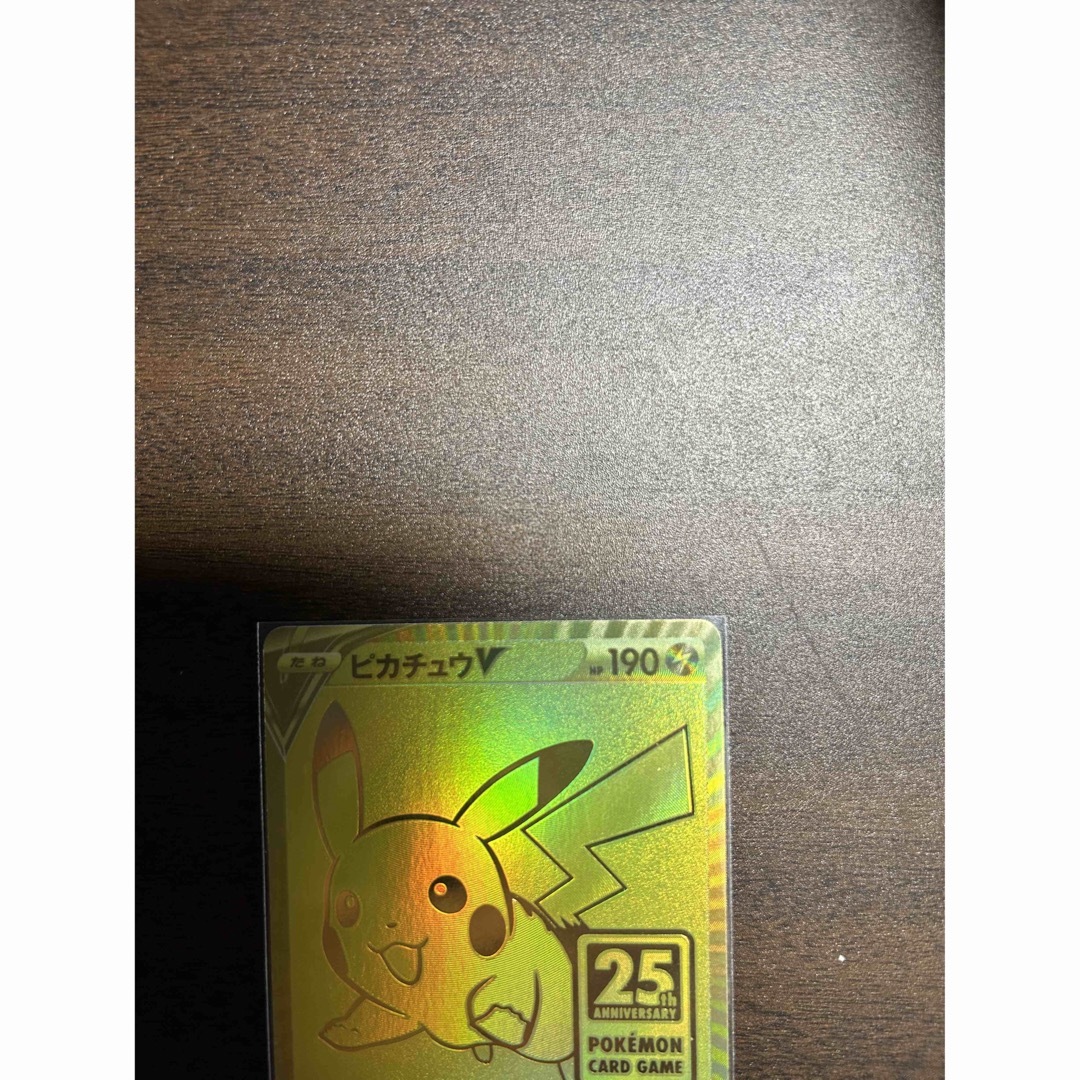 たね ピカチュウV HP 190
25th
ANNIVERSARY
POKÉMON
CARD GAME